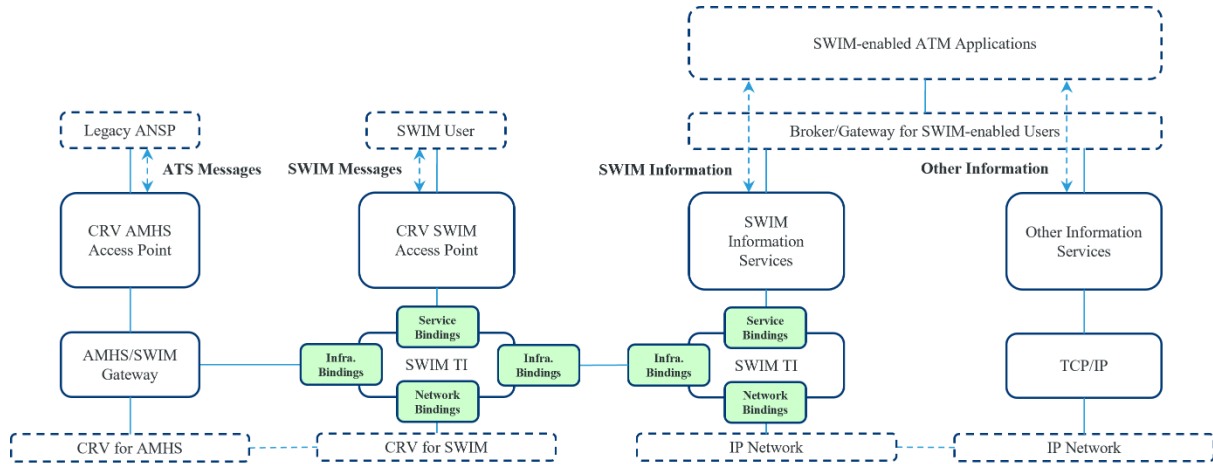 SWIM-enabled ATM Applications
Legacy ANSP
SWIM User
Broker/Gateway for SWIM-enabled Users
ATS Messages
SWIM Messages
SWIM Information
Other Information
CRV AMHS
Access Point
CRV SWIM
Access Point
SWIM
Information
Services
Other Information
Services
Service
Bindings
Service
Bindings
AMHS/SWIM
Gateway
Infra.
Bindings
SWIM TI
Infra.
Bindings
Infra.
Bindings
SWIM TI
TCP/IP
Network
Bindings
Network
Bindings
CRV for AMHS
CRV for SWIM
IP Network
IP Network